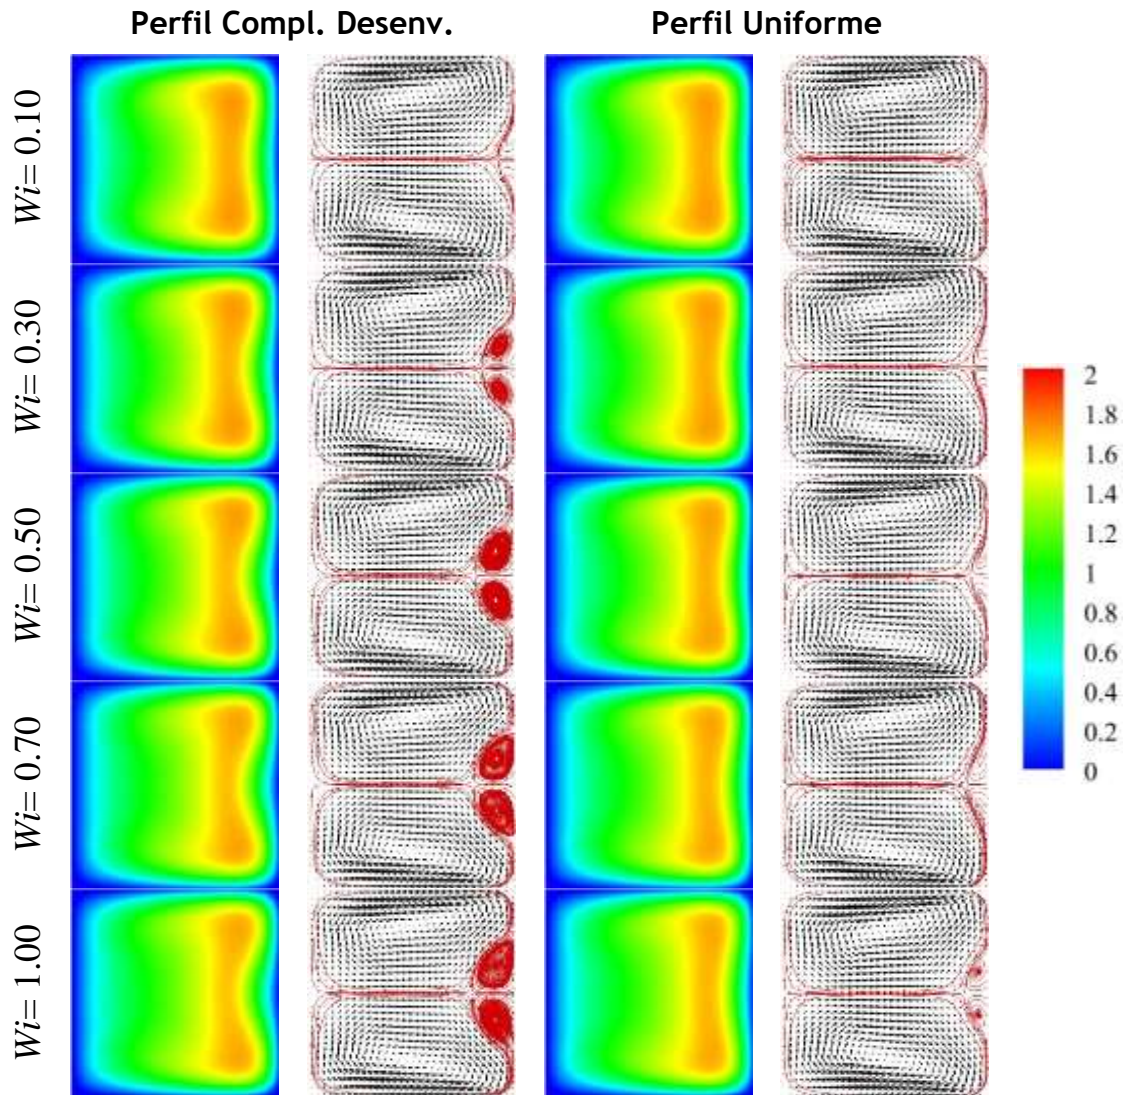 Perfil Compl. Desenv. Perfil Uniforme
Wi= 0.10
Wi= 0.30
Wi= 0.50
Wi= 0.70
Wi= 1.00
2
1.8
1.6
1.4
1.2
1
0.8
0.6
0.4
0.2
0